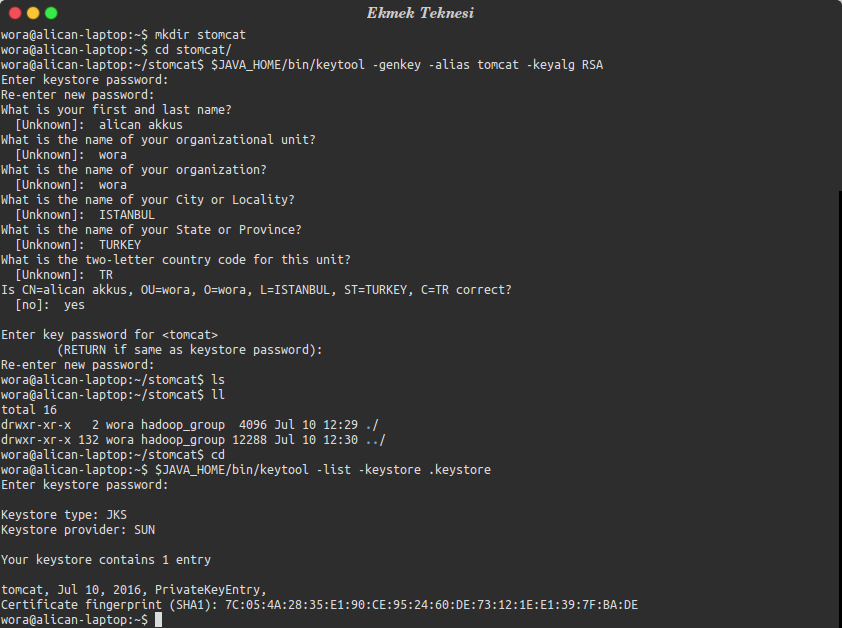 Ekmek Teknesi
wora@alican-laptop:~$ mkdir stomcat
wora@alican-laptop:~$ cd stomcat/
wora@alican-laptop:~/stomcat$ $JAVA_HOME/bin/keytool -genkey -alias tomcat -keyalg RSA
Enter keystore password:
Re-enter new password:
What is your first and last name?
  [Unknown]:  alican akkus
What is the name of your organizational unit?
  [Unknown]:  wora
What is the name of your organization?
  [Unknown]:  wora
What is the name of your City or Locality?
  [Unknown]:  ISTANBUL
What is the name of your State or Province?
  [Unknown]:  TURKEY
What is the two-letter country code for this unit?
  [Unknown]:  TR
Is CN=alican akkus, OU=wora, O=wora, L=ISTANBUL, ST=TURKEY, C=TR correct?
  [no]:  yes

Enter key password for <tomcat>
        (RETURN if same as keystore password):
Re-enter new password:
wora@alican-laptop:~/stomcat$ ls
wora@alican-laptop:~/stomcat$ ll
total 16
drwxr-xr-x   2 wora hadoop_group  4096 Jul 10 12:29 ./
drwxr-xr-x 132 wora hadoop_group 12288 Jul 10 12:30 ../
wora@alican-laptop:~/stomcat$ cd
wora@alican-laptop:~$ $JAVA_HOME/bin/keytool -list -keystore .keystore
Enter keystore password:

Keystore type: JKS
Keystore provider: SUN

Your keystore contains 1 entry

tomcat, Jul 10, 2016, PrivateKeyEntry,
Certificate fingerprint (SHA1): 7C:05:4A:28:35:E1:90:CE:95:24:60:DE:73:12:1E:E1:39:7F:BA:DE
wora@alican-laptop:~$